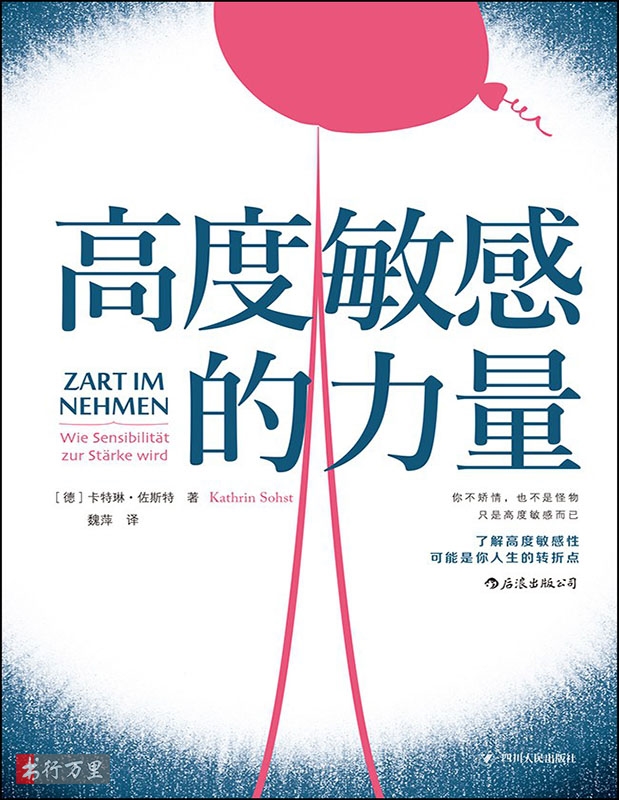 高度敏感
的力量
ZART IM
NEHMEN
Wie Sensibilität
zur Stärke wird
[德]卡特琳·佐斯特 著 Kathrin Sohst
魏萍 译
你不矫情，也不是怪物
只是高度敏感而已
了解高度敏感性
可能是你人生的转折点
后浪出版公司
四川人民出版社
书行万里